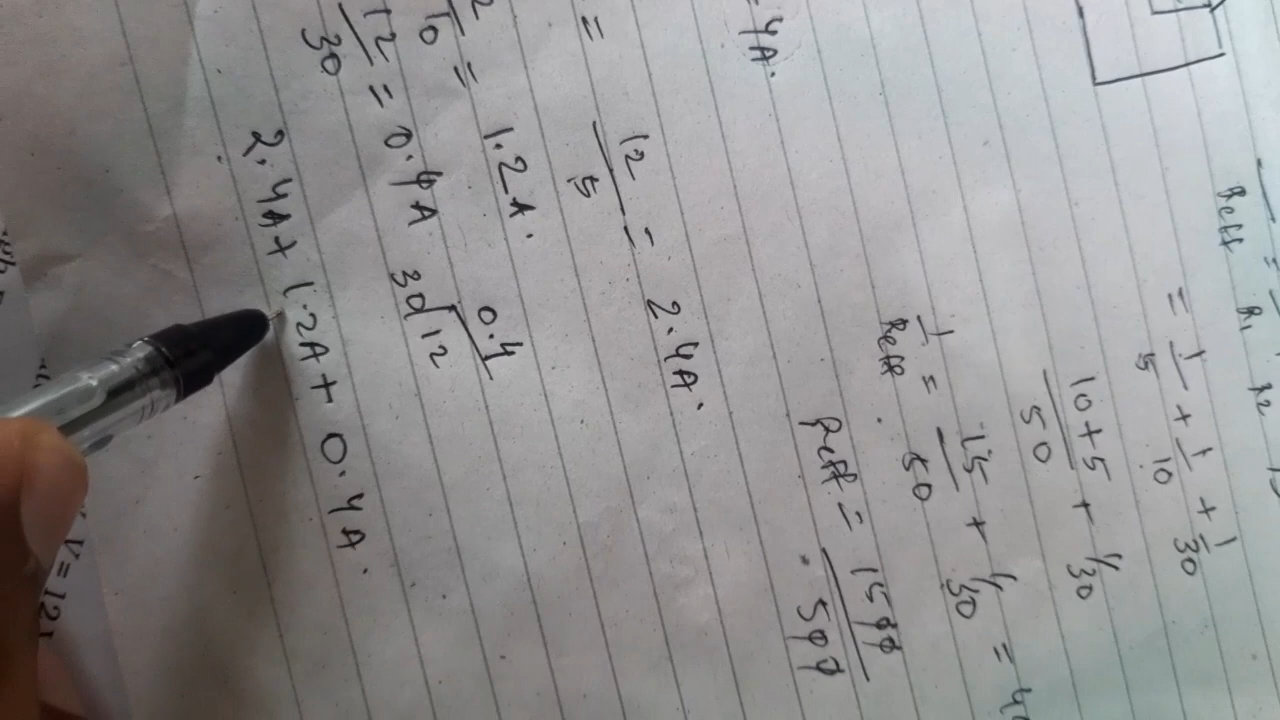 Reff R1 R2
= 1/5 + 1/10 + 1/30
10+5/50 + 1/30
1/Reff = 15/50 + 1/30 =
Reff = 1500/500
4A.
= 12/5 = 2.4A.
= 1.2A.
12/30 = 0.4A
0.4
30√12
2.4A+ 1.2A+ 0.4A.